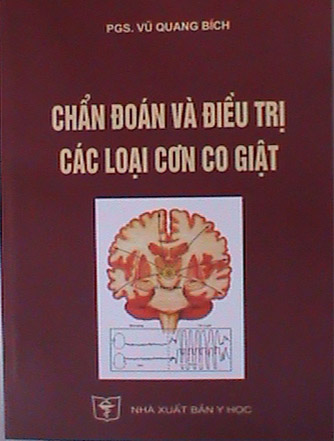 PGS. VŨ QUANG BÍCH
CHẨN ĐOÁN VÀ ĐIỀU TRỊ
CÁC LOẠI CƠN CO GIẬT
NHÀ XUẤT BẢN Y HỌC